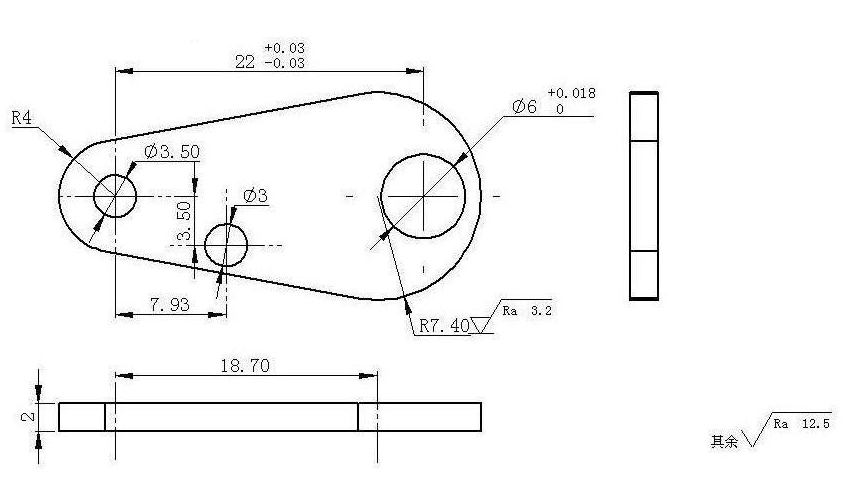 22 +0.03
-0.03
R4
Ø6 +0.018
0
Ø3.50
Ø3
3.50
7.93
R7.40
Ra 3.2
18.70
2
其余
Ra 12.5